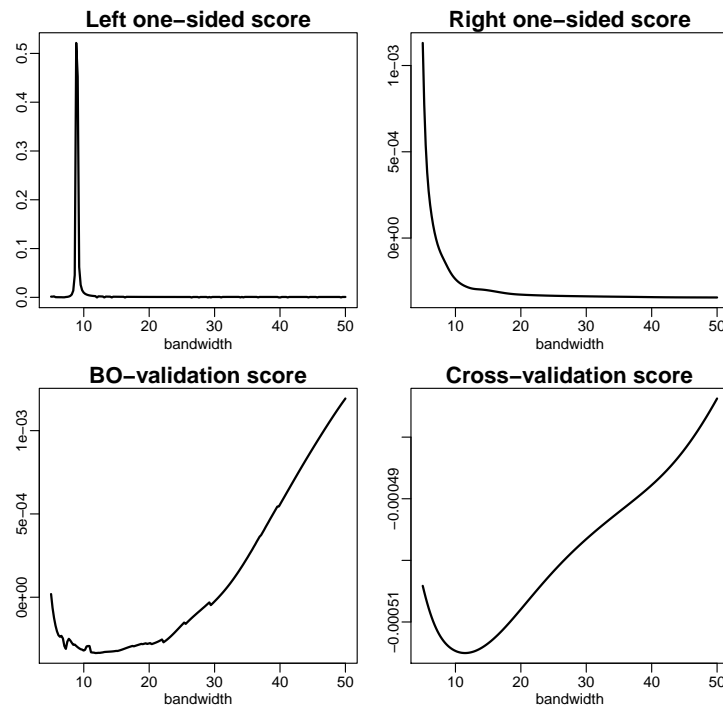 Left one−sided score
0.5
0.4
0.3
0.2
0.1
0.0
10 20 30 40 50
bandwidth
Right one−sided score
1e−03
5e−04
0e+00
10 20 30 40 50
bandwidth
BO−validation score
1e−03
5e−04
0e+00
10 20 30 40 50
bandwidth
Cross−validation score
−0.00049
−0.00051
10 20 30 40 50
bandwidth